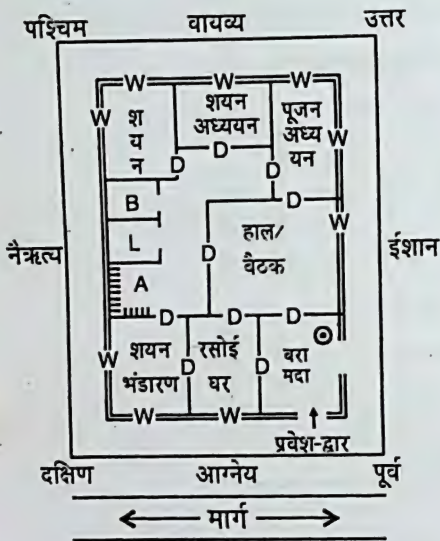 पश्चिम वायव्य उत्तर
W W W
W श य न शयन अध्ययन पूजन अध्य यन W
D D D
B D D
L हाल/ W
नैऋत्य D बैठक ईशान
A
D D D
W शयन भंडारण D रसोई घर D बरा मदा
W W
प्रवेश-द्वार
दक्षिण आग्नेय पूर्व
मार्ग